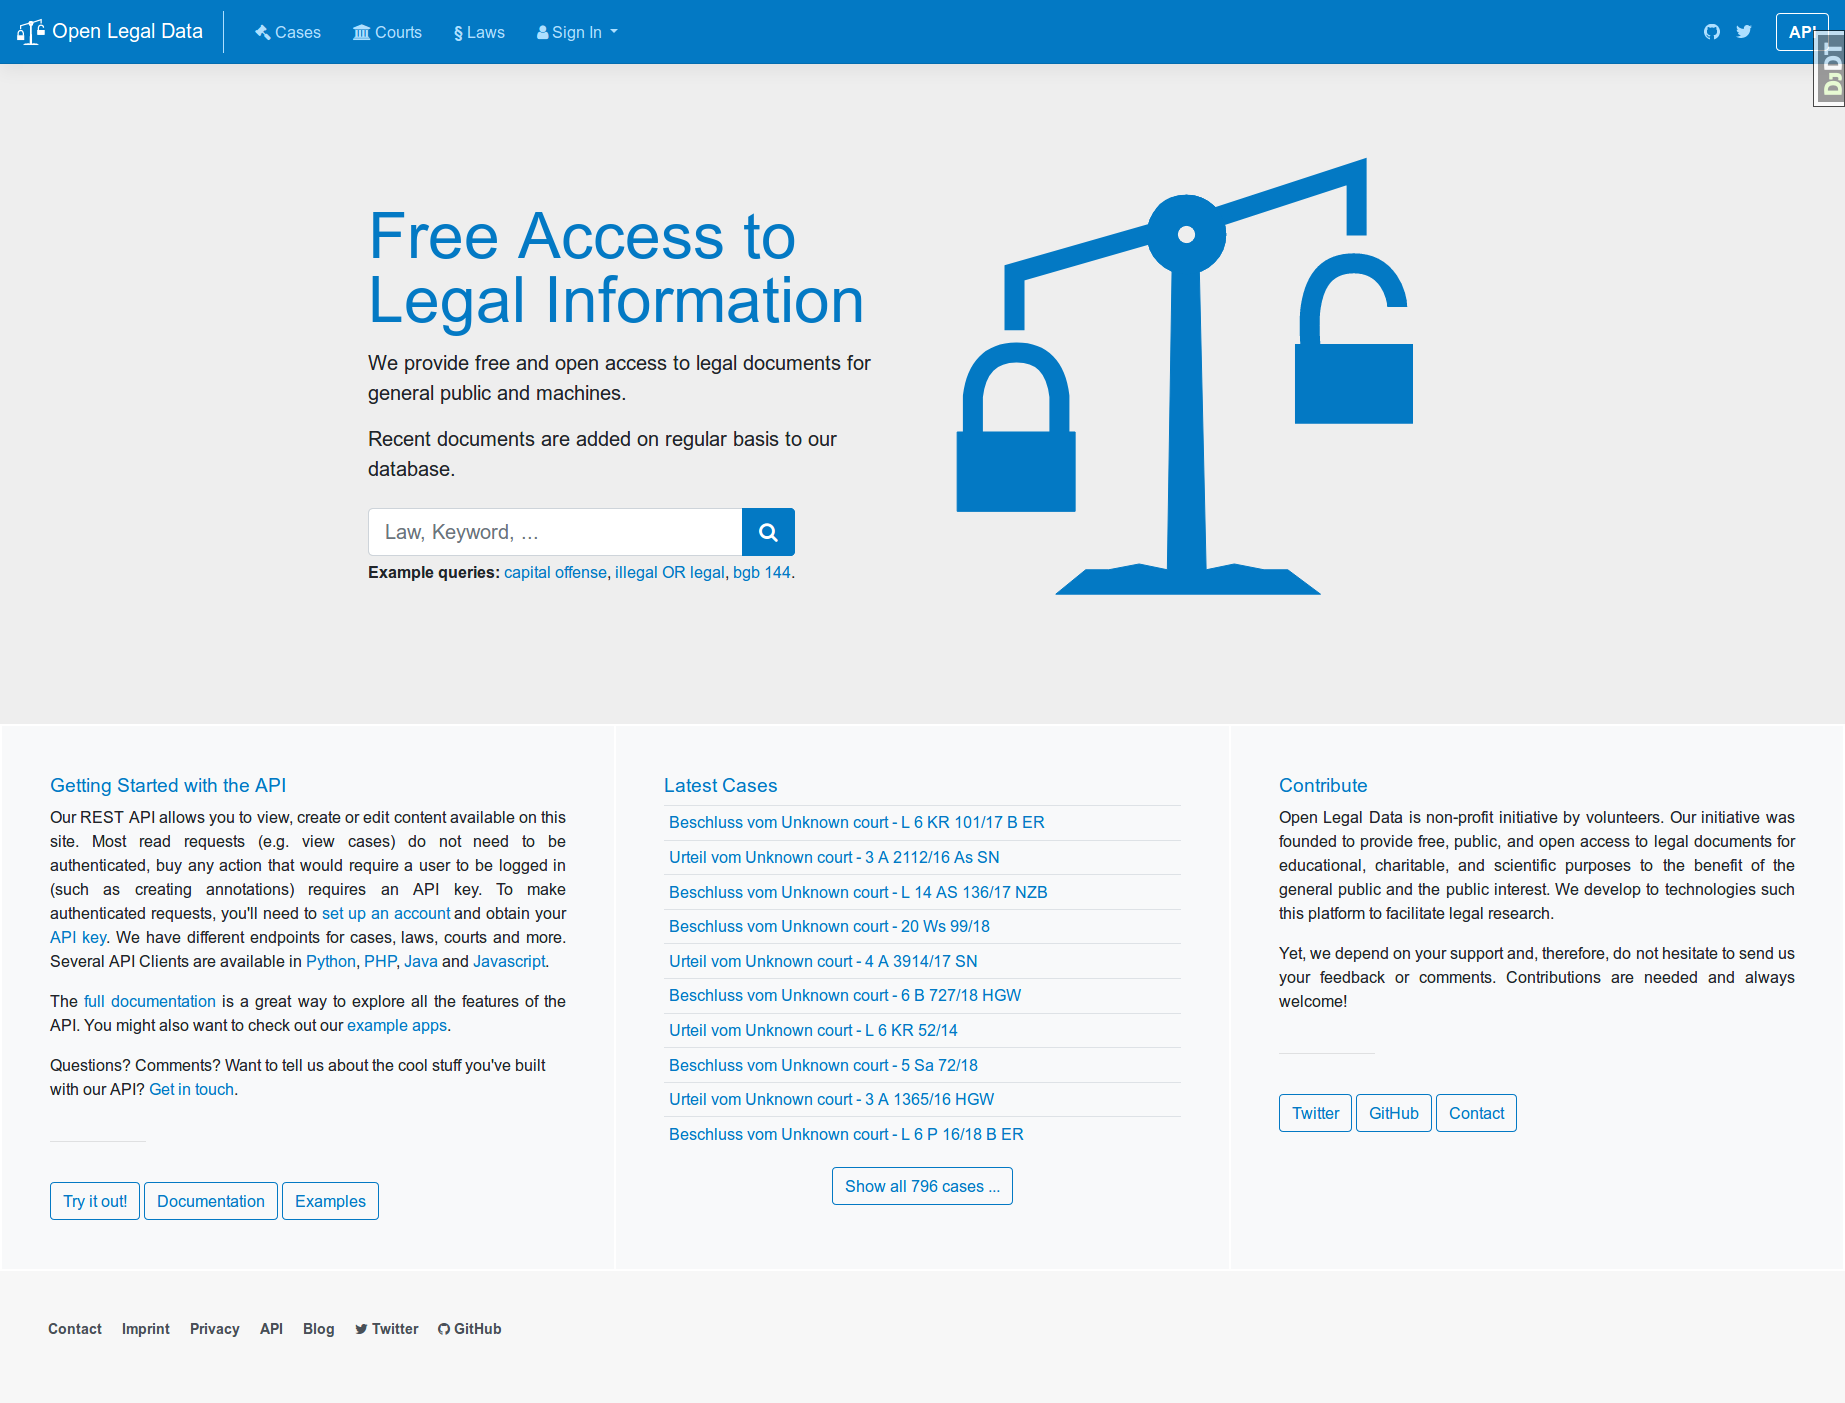 Open Legal Data
Cases
Courts
§ Laws
Sign In
API
DJDT
Free Access to
Legal Information
We provide free and open access to legal documents for
general public and machines.
Recent documents are added on regular basis to our
database.
Law, Keyword, ...
Example queries: capital offense, illegal OR legal, bgb 144.
Getting Started with the API
Our REST API allows you to view, create or edit content available on this
site. Most read requests (e.g. view cases) do not need to be
authenticated, buy any action that would require a user to be logged in
(such as creating annotations) requires an API key. To make
authenticated requests, you'll need to set up an account and obtain your
API key. We have different endpoints for cases, laws, courts and more.
Several API Clients are available in Python, PHP, Java and Javascript.
The full documentation is a great way to explore all the features of the
API. You might also want to check out our example apps.
Questions? Comments? Want to tell us about the cool stuff you've built
with our API? Get in touch.
Try it out!
Documentation
Examples
Latest Cases
Beschluss vom Unknown court - L 6 KR 101/17 B ER
Urteil vom Unknown court - 3 A 2112/16 As SN
Beschluss vom Unknown court - L 14 AS 136/17 NZB
Beschluss vom Unknown court - 20 Ws 99/18
Urteil vom Unknown court - 4 A 3914/17 SN
Beschluss vom Unknown court - 6 B 727/18 HGW
Urteil vom Unknown court - L 6 KR 52/14
Beschluss vom Unknown court - 5 Sa 72/18
Urteil vom Unknown court - 3 A 1365/16 HGW
Beschluss vom Unknown court - L 6 P 16/18 B ER
Show all 796 cases ...
Contribute
Open Legal Data is non-profit initiative by volunteers. Our initiative was
founded to provide free, public, and open access to legal documents for
educational, charitable, and scientific purposes to the benefit of the
general public and the public interest. We develop to technologies such
this platform to facilitate legal research.
Yet, we depend on your support and, therefore, do not hesitate to send us
your feedback or comments. Contributions are needed and always
welcome!
Twitter
GitHub
Contact
Contact
Imprint
Privacy
API
Blog
Twitter
GitHub